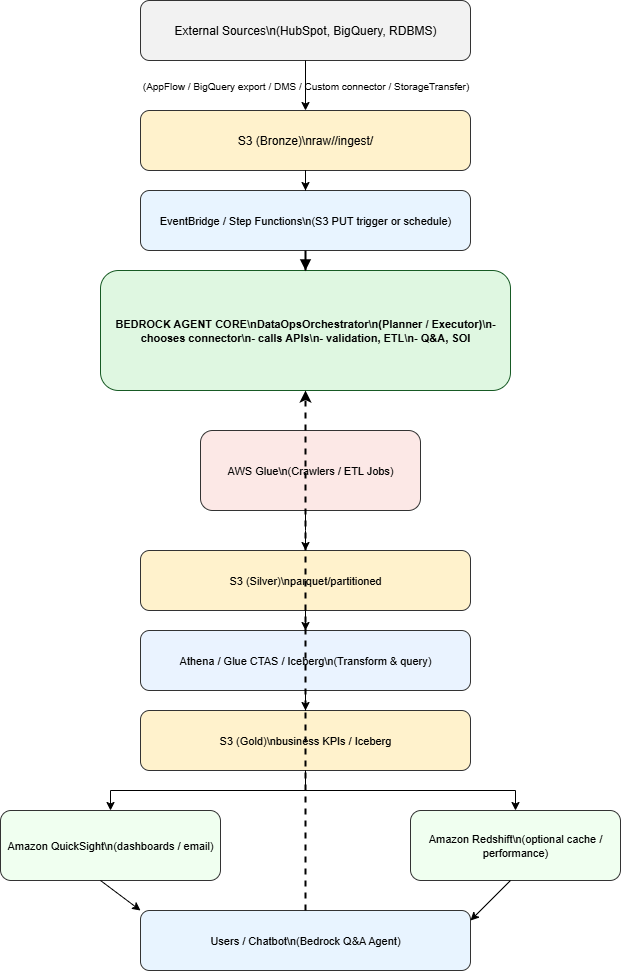 External Sources\n(HubSpot, BigQuery, RDBMS)
(AppFlow / BigQuery export / DMS / Custom connector / StorageTransfer)
S3 (Bronze)\nraw//ingest/
EventBridge / Step Functions\n(S3 PUT trigger or schedule)
BEDROCK AGENT CORE\nDataOpsOrchestrator\n(Planner / Executor)\n-
chooses connector\n- calls APIs\n- validation, ETL\n- Q&A, SOI
AWS Glue\n(Crawlers / ETL Jobs)
S3 (Silver)\nparquet/partitioned
Athena / Glue CTAS / Iceberg\n(Transform & query)
S3 (Gold)\nbusiness KPIs / Iceberg
Amazon QuickSight\n(dashboards / email)
Amazon Redshift\n(optional cache /
performance)
Users / Chatbot\n(Bedrock Q&A Agent)